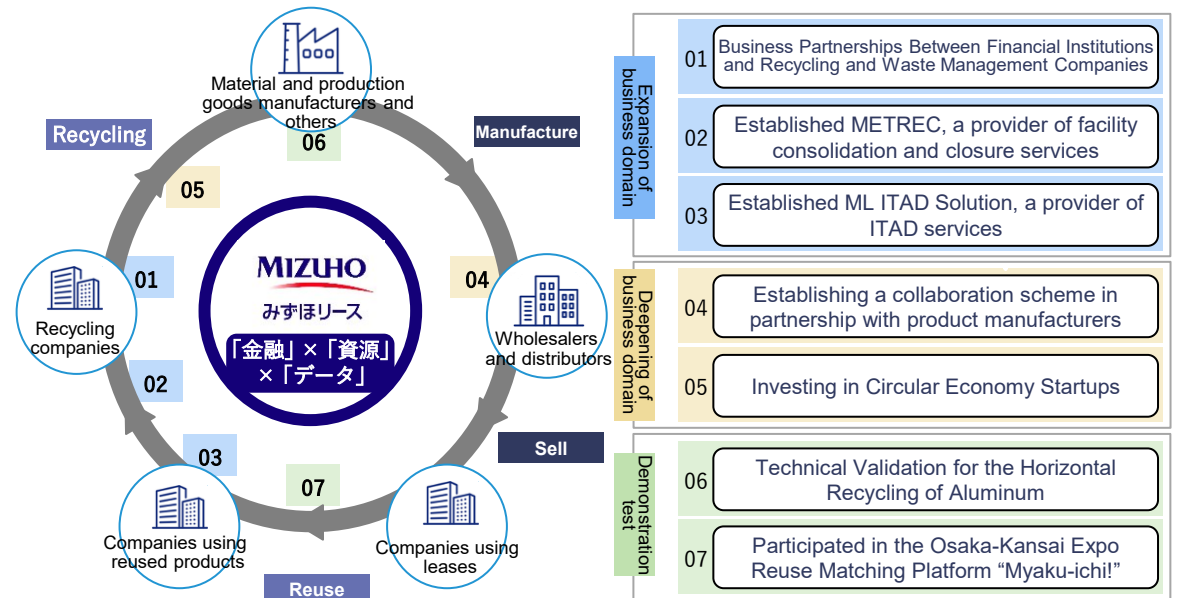 Material and production
goods manufacturers and
others
Recycling
Manufacture
06
05
01
04
MIZUHO
みずほリース
「金融」×「資源」
×「データ」
Recycling
companies
Wholesalers
and distributors
02
Sell
03
07
Companies using
reused products
Companies using
leases
Reuse
Expansion of
business domain
01
Business Partnerships Between Financial Institutions
and Recycling and Waste Management Companies
02
Established METREC, a provider of facility
consolidation and closure services
03
Established ML ITAD Solution, a provider of
ITAD services
Deepening of
business domain
04
Establishing a collaboration scheme in
partnership with product manufacturers
05
Investing in Circular Economy Startups
Demonstration
test
06
Technical Validation for the Horizontal
Recycling of Aluminum
07
Participated in the Osaka-Kansai Expo
Reuse Matching Platform “Myaku-ichi!”